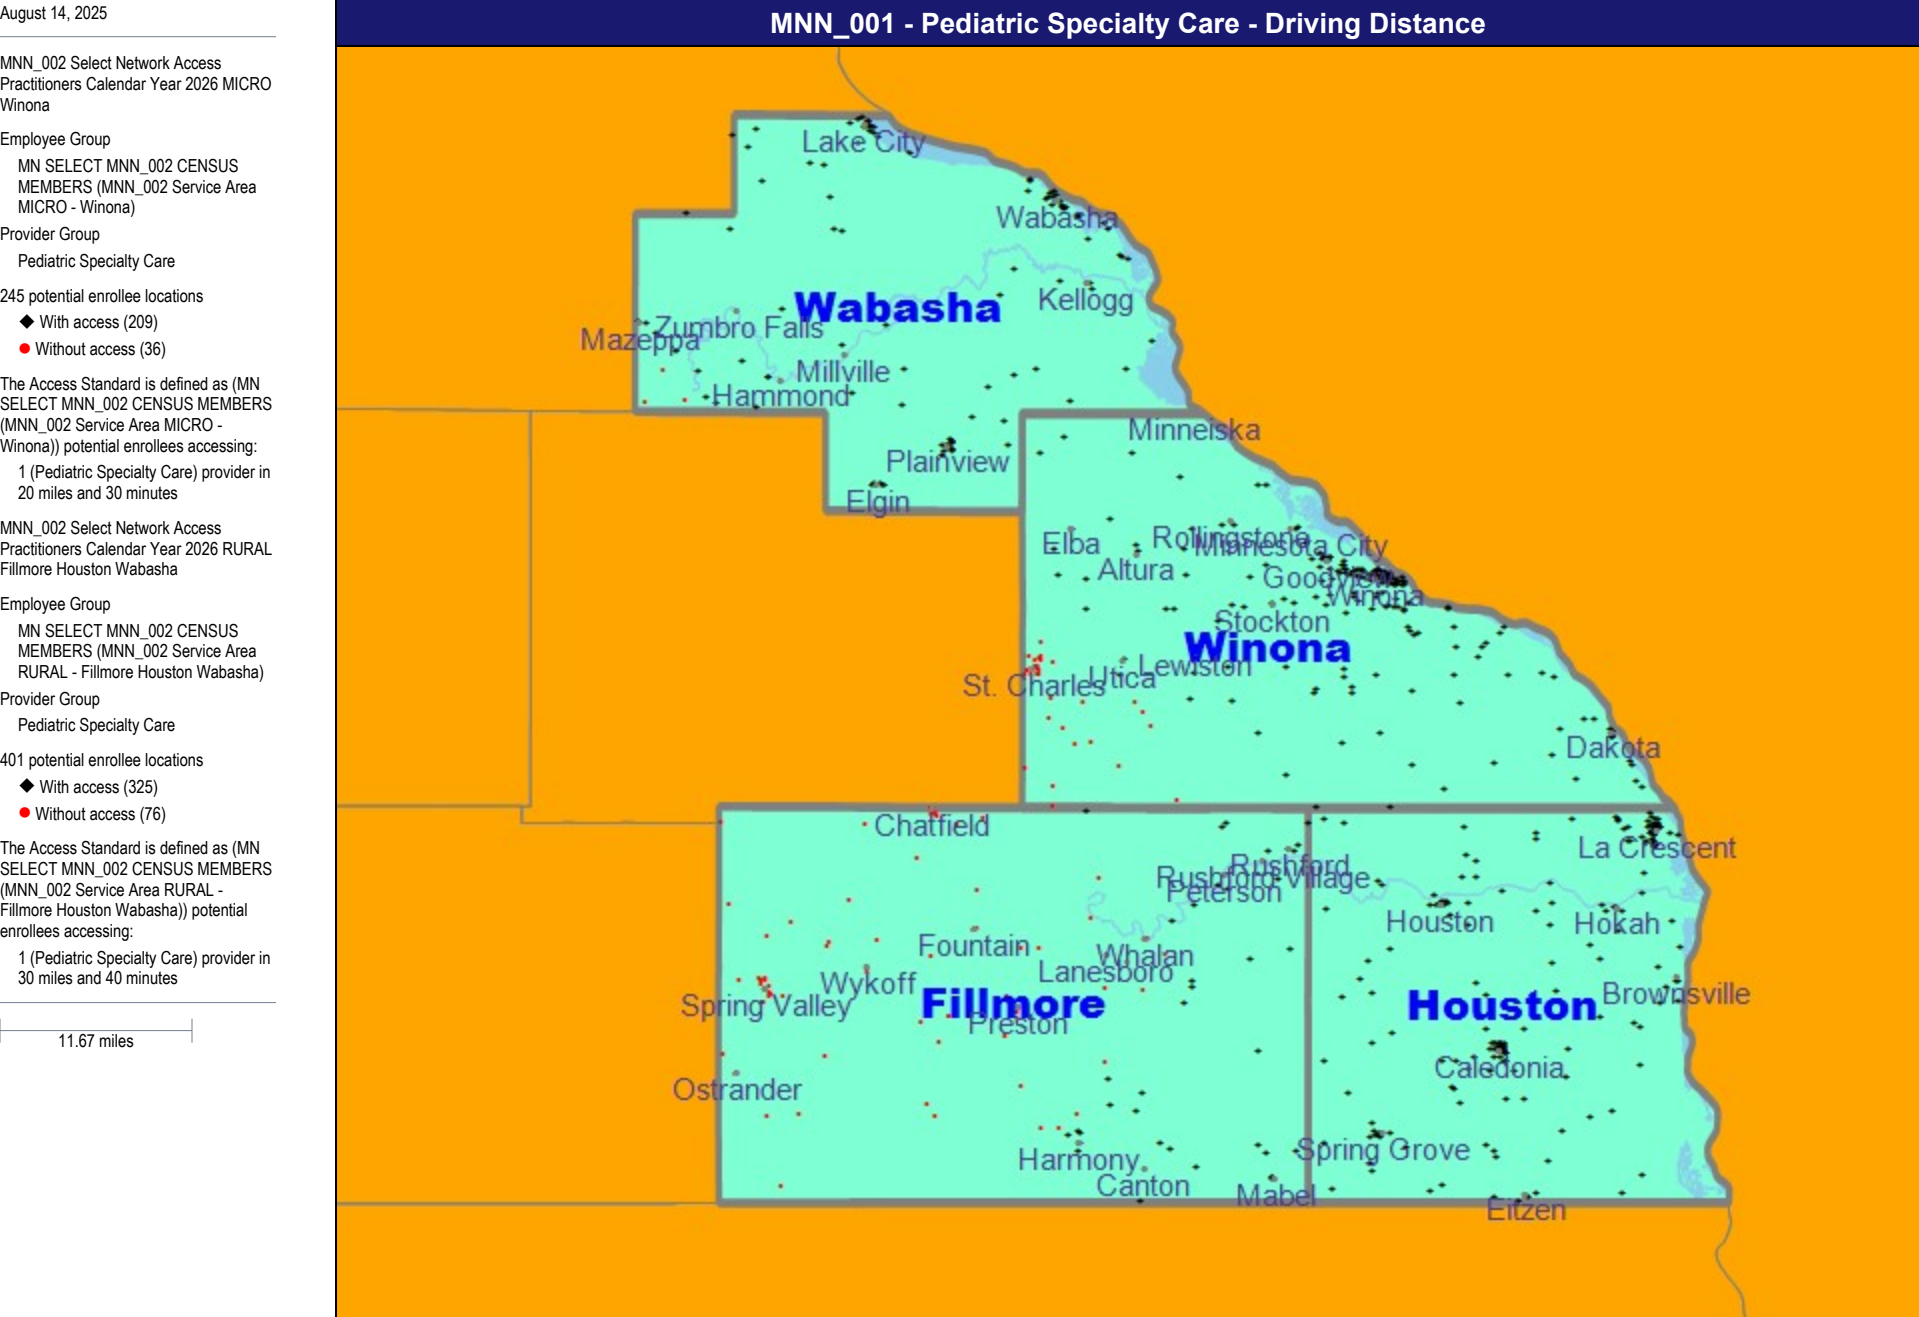 August 14, 2025
MNN_002 Select Network Access
Practitioners Calendar Year 2026 MICRO
Winona
Employee Group
MN SELECT MNN_002 CENSUS
MEMBERS (MNN_002 Service Area
MICRO - Winona)
Provider Group
Pediatric Specialty Care
245 potential enrollee locations
With access (209)
Without access (36)
The Access Standard is defined as (MN
SELECT MNN_002 CENSUS MEMBERS
(MNN_002 Service Area MICRO -
Winona)) potential enrollees accessing:
1 (Pediatric Specialty Care) provider in
20 miles and 30 minutes
MNN_002 Select Network Access
Practitioners Calendar Year 2026 RURAL
Fillmore Houston Wabasha
Employee Group
MN SELECT MNN_002 CENSUS
MEMBERS (MNN_002 Service Area
RURAL - Fillmore Houston Wabasha)
Provider Group
Pediatric Specialty Care
401 potential enrollee locations
With access (325)
Without access (76)
The Access Standard is defined as (MN
SELECT MNN_002 CENSUS MEMBERS
(MNN_002 Service Area RURAL -
Fillmore Houston Wabasha)) potential
enrollees accessing:
1 (Pediatric Specialty Care) provider in
30 miles and 40 minutes
11.67 miles
MNN_001 - Pediatric Specialty Care - Driving Distance
Lake City
Wabasha
Kellogg
Wabasha
Zumbro Falls
Mazeppa
Millville
Hammond
Minneiska
Plainview
Elgin
Elba
Rollingstone
Minnesota City
Altura
Goodview
Winona
Stockton
Winona
Lewiston
Utica
St. Charles
Dakota
Chatfield
La Crescent
Rushford
Rushford Village
Peterson
Houston
Hokah
Fountain
Whalan
Lanesboro
Wykoff
Spring Valley
Fillmore
Houston
Brownsville
Preston
Caledonia
Ostrander
Harmony
Spring Grove
Canton
Mabel
Eitzen